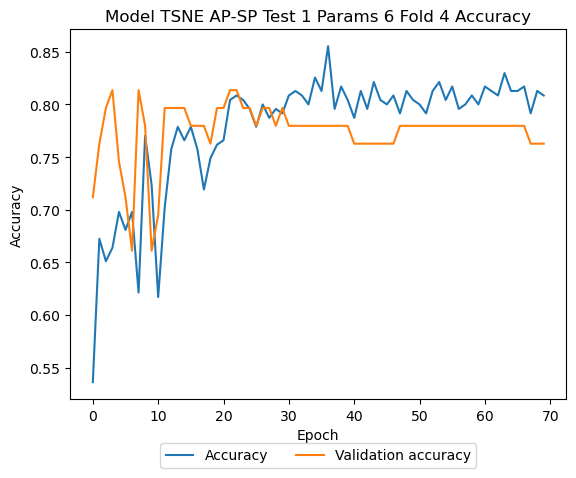 Model TSNE AP-SP Test 1 Params 6 Fold 4 Accuracy
0.85
0.80
0.75
0.70
0.65
0.60
0.55
Accuracy
0 10 20 30 40 50 60 70
Epoch
Accuracy Validation accuracy